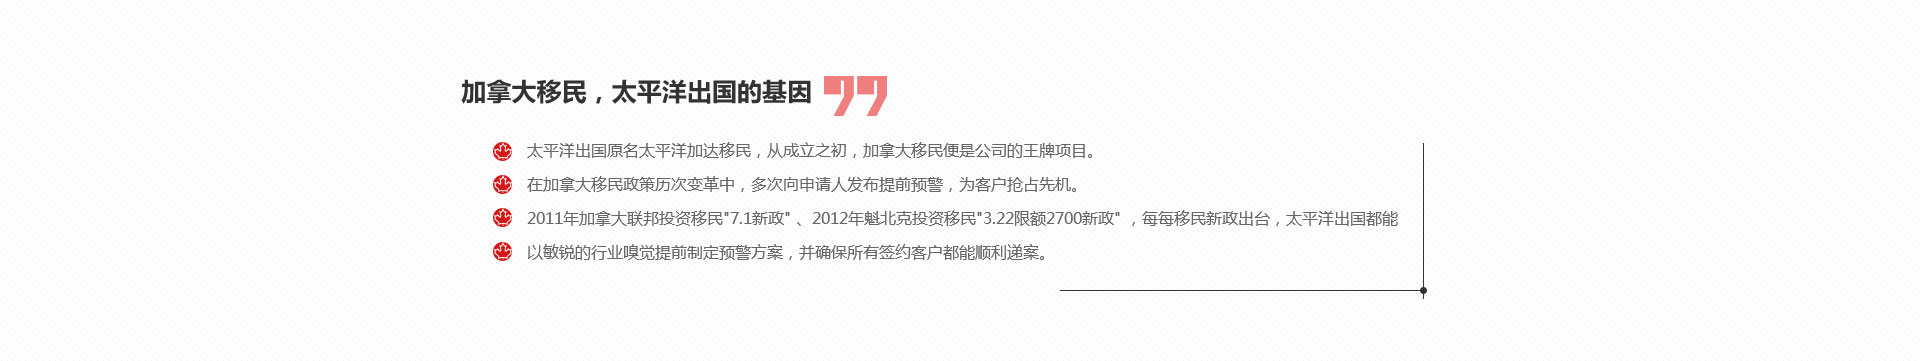 加拿大移民，太平洋出国的基因
太平洋出国原名太平洋加达移民，从成立之初，加拿大移民便是公司的王牌项目。
在加拿大移民政策历次变革中，多次向申请人发布提前预警，为客户抢占先机。
2011年加拿大联邦投资移民"7.1新政" 、2012年魁北克投资移民"3.22限额2700新政" ，每每移民新政出台，太平洋出国都能
以敏锐的行业嗅觉提前制定预警方案，并确保所有签约客户都能顺利递案。